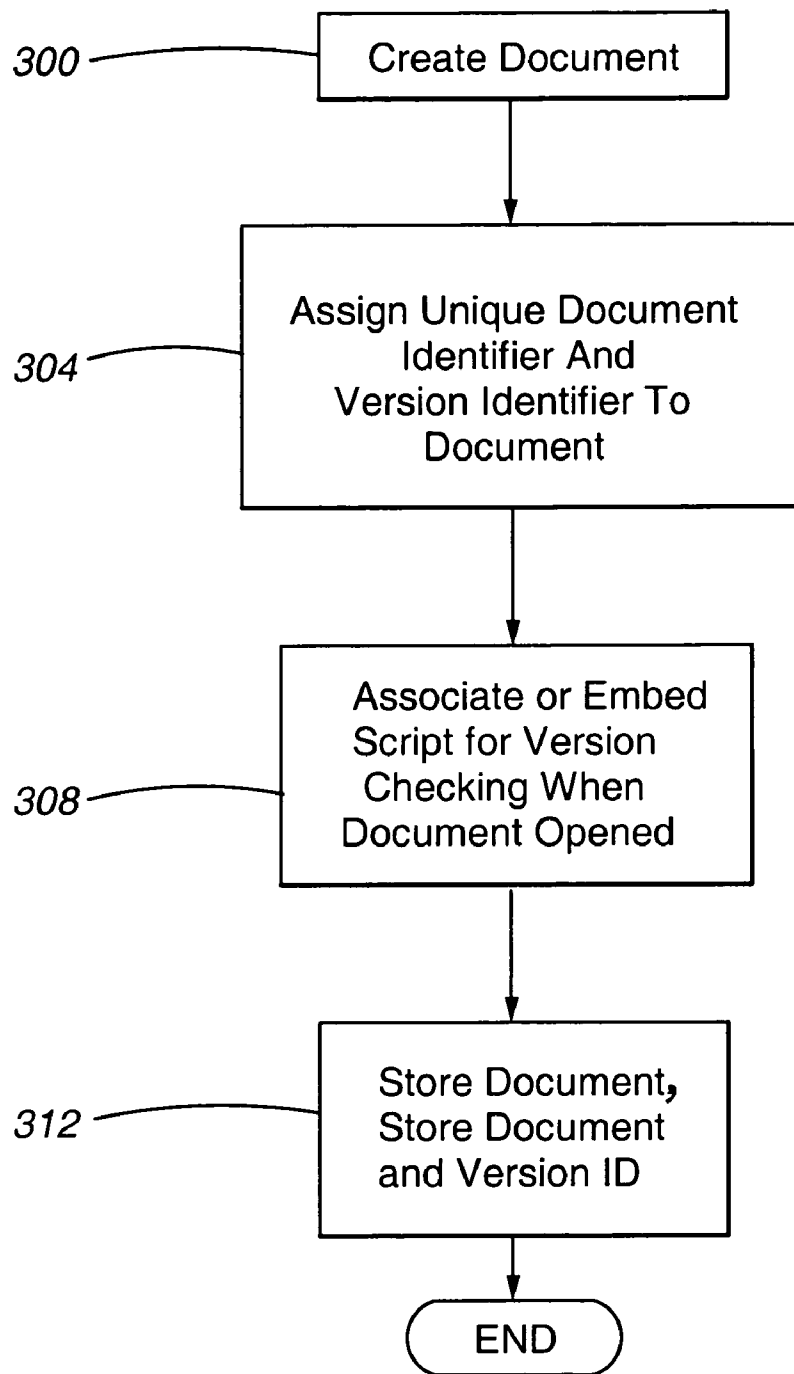 300
Create Document
304
Assign Unique Document
Identifier And
Version Identifier To
Document
308
Associate or Embed
Script for Version
Checking When
Document Opened
312
Store Document,
Store Document
and Version ID
END